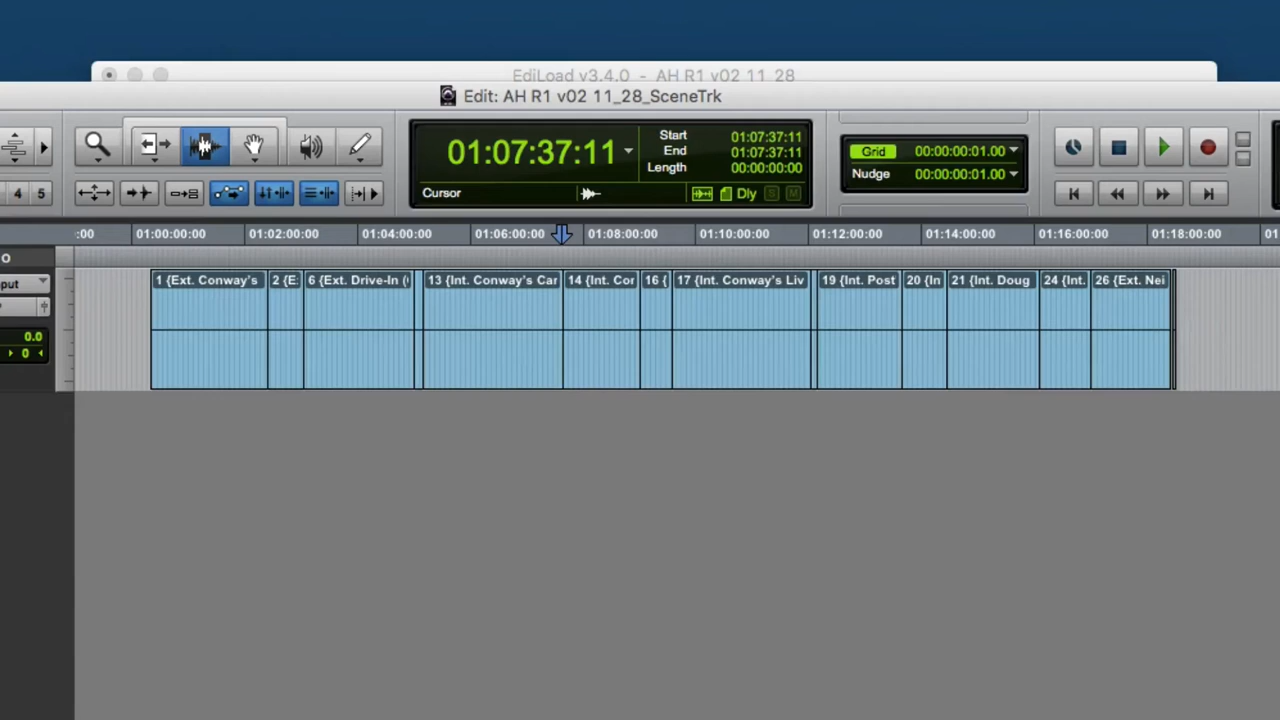 EdiLoad v3.4.0 - AH R1 v02 11_28
Edit: AH R1 v02 11_28_SceneTrk
01:07:37:11
Start 01:07:37:11
End 01:07:37:11
Length 00:00:00:00
Cursor
Dly S M
Grid 00:00:00:01.00
Nudge 00:00:00:01.00
4 5
:00 01:00:00:00 01:02:00:00 01:04:00:00 01:06:00:00 01:08:00:00 01:10:00:00 01:12:00:00 01:14:00:00 01:16:00:00 01:18:00:00 01
O
put
0.0
0
1 {Ext. Conway's
2 {E
6 {Ext. Drive-In (
13 {Int. Conway's Car
14 {Int. Cor
16 {
17 {Int. Conway's Liv
19 {Int. Post
20 {In
21 {Int. Doug
24 {Int.
26 {Ext. Nei